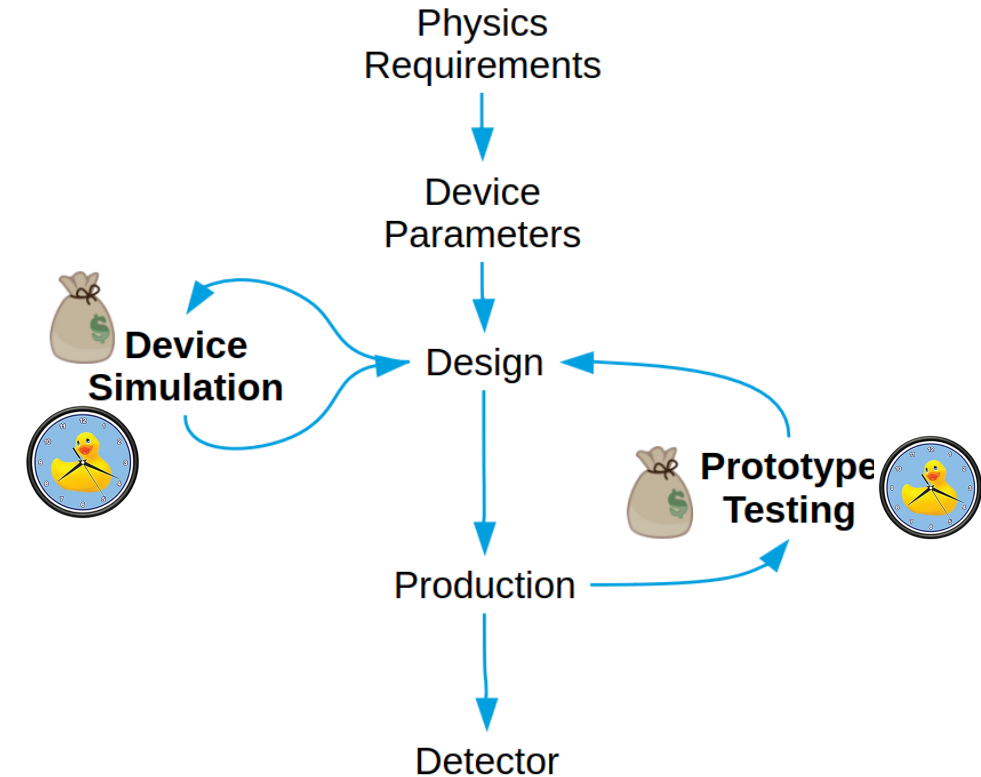 Physics
Requirements
Device
Parameters
Device
Simulation
Design
Prototype
Testing
Production
Detector